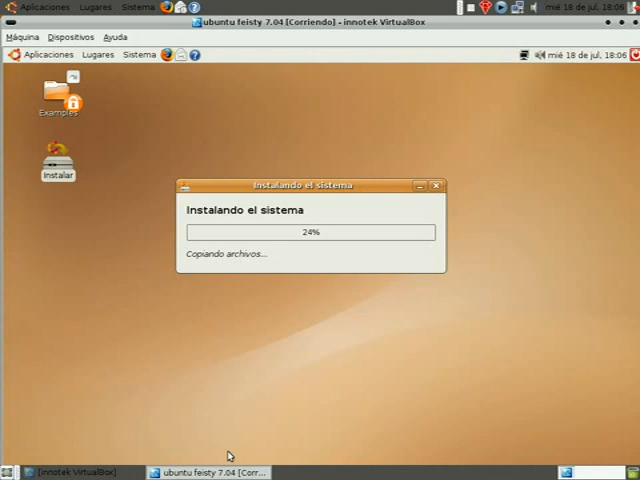 Aplicaciones Lugares Sistema mié 18 de jul, 18:06
ubuntu feisty 7.04 [Corriendo] - innotek VirtualBox
Máquina Dispositivos Ayuda
Aplicaciones Lugares Sistema mié 18 de jul, 18:06
Examples
Instalar
Instalando el sistema
Instalando el sistema
24%
Copiando archivos...
[innotek VirtualBox] ubuntu feisty 7.04 [Corr...